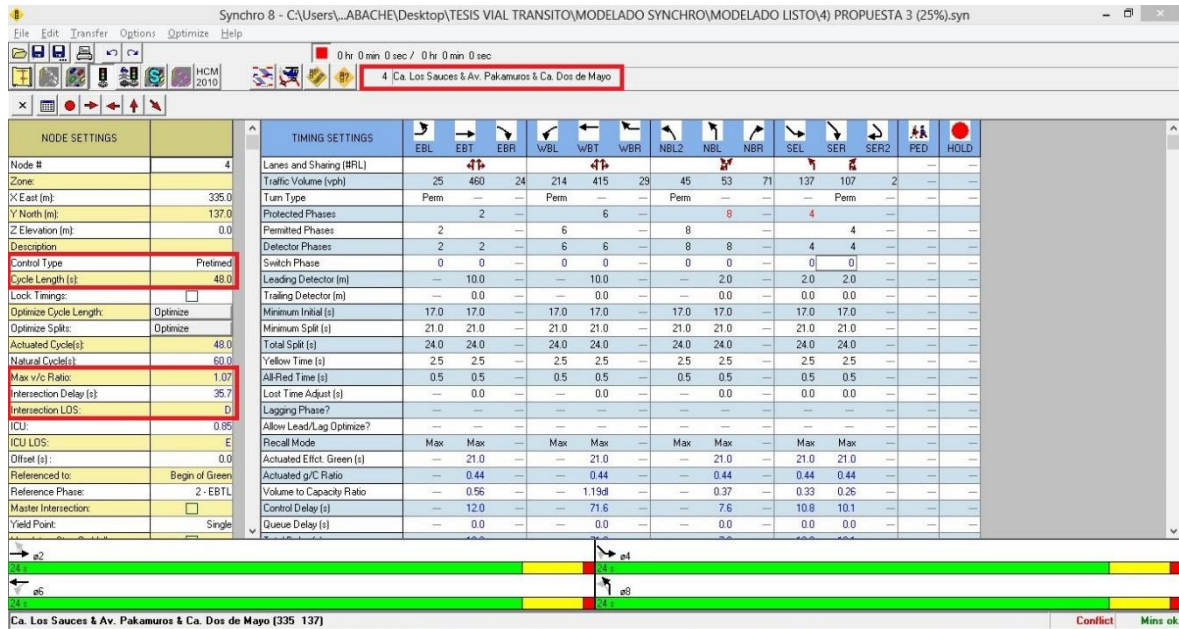 Synchro 8 - C:\Users\...ABACHE\Desktop\TESIS VIAL TRANSITO\MODELADO SYNCHRO\MODELADO LISTO\4) PROPUESTA 3 (25%).syn
File Edit Transfer Options Optimize Help
0 hr 0 min 0 sec / 0 hr 0 min 0 sec
HCM 2010
4 Ca. Los Sauces & Av. Pakamuros & Ca. Dos de Mayo
NODE SETTINGS
Node # 4
Zone:
X East (m): 335.0
Y North (m): 137.0
Z Elevation (m): 0.0
Description
Control Type Pretimed
Cycle Length (s): 48.0
Lock Timings:
Optimize Cycle Length: Optimize
Optimize Splits: Optimize
Actuated Cycle(s): 48.0
Natural Cycle(s): 60.0
Max v/c Ratio: 1.07
Intersection Delay (s): 35.7
Intersection LOS: D
ICU: 0.85
ICU LOS: E
Offset (s) : 0.0
Referenced to: Begin of Green
Reference Phase: 2 - EBTL
Master Intersection:
Yield Point: Single
TIMING SETTINGS EBL EBT EBR WBL WBT WBR NBL2 NBL NBR SEL SER SER2 PED HOLD
Lanes and Sharing (#RL)
Traffic Volume (vph) 25 460 24 214 415 29 45 53 71 137 107 2 — —
Turn Type Perm — — Perm — — Perm — — — Perm — —
Protected Phases 2 — 6 — 8 — 4 — —
Permitted Phases 2 — 6 — 8 — 4 — —
Detector Phases 2 2 — 6 6 — 8 8 — 4 4 — — —
Switch Phase 0 0 — 0 0 — 0 0 — 0 0 — — —
Leading Detector (m) — 10.0 — — 10.0 — — 2.0 — 2.0 2.0 — — —
Trailing Detector (m) — 0.0 — — 0.0 — — 0.0 — 0.0 0.0 — — —
Minimum Initial (s) 17.0 17.0 — 17.0 17.0 — 17.0 17.0 — 17.0 17.0 — — —
Minimum Split (s) 21.0 21.0 — 21.0 21.0 — 21.0 21.0 — 21.0 21.0 — — —
Total Split (s) 24.0 24.0 — 24.0 24.0 — 24.0 24.0 — 24.0 24.0 — — —
Yellow Time (s) 2.5 2.5 — 2.5 2.5 — 2.5 2.5 — 2.5 2.5 — — —
All-Red Time (s) 0.5 0.5 — 0.5 0.5 — 0.5 0.5 — 0.5 0.5 — — —
Lost Time Adjust (s) — 0.0 — — 0.0 — — 0.0 — 0.0 0.0 — — —
Lagging Phase? — — — — — — — — — — — — — —
Allow Lead/Lag Optimize? — — — — — — — — — — — — — —
Recall Mode Max Max — Max Max — Max Max — Max Max — — —
Actuated Effct. Green (s) — 21.0 — — 21.0 — — 21.0 — 21.0 21.0 — — —
Actuated g/C Ratio — 0.44 — — 0.44 — — 0.44 — 0.44 0.44 — — —
Volume to Capacity Ratio — 0.56 — — 1.19dl — — 0.37 — 0.33 0.26 — — —
Control Delay (s) — 12.0 — — 71.6 — — 7.6 — 10.8 10.1 — — —
Queue Delay (s) — 0.0 — — 0.0 — — 0.0 — 0.0 0.0 — — —
ø2
24 s
ø4
24 s
ø6
24 s
ø8
24 s
Ca. Los Sauces & Av. Pakamuros & Ca. Dos de Mayo (335 137) Conflict Mins ok